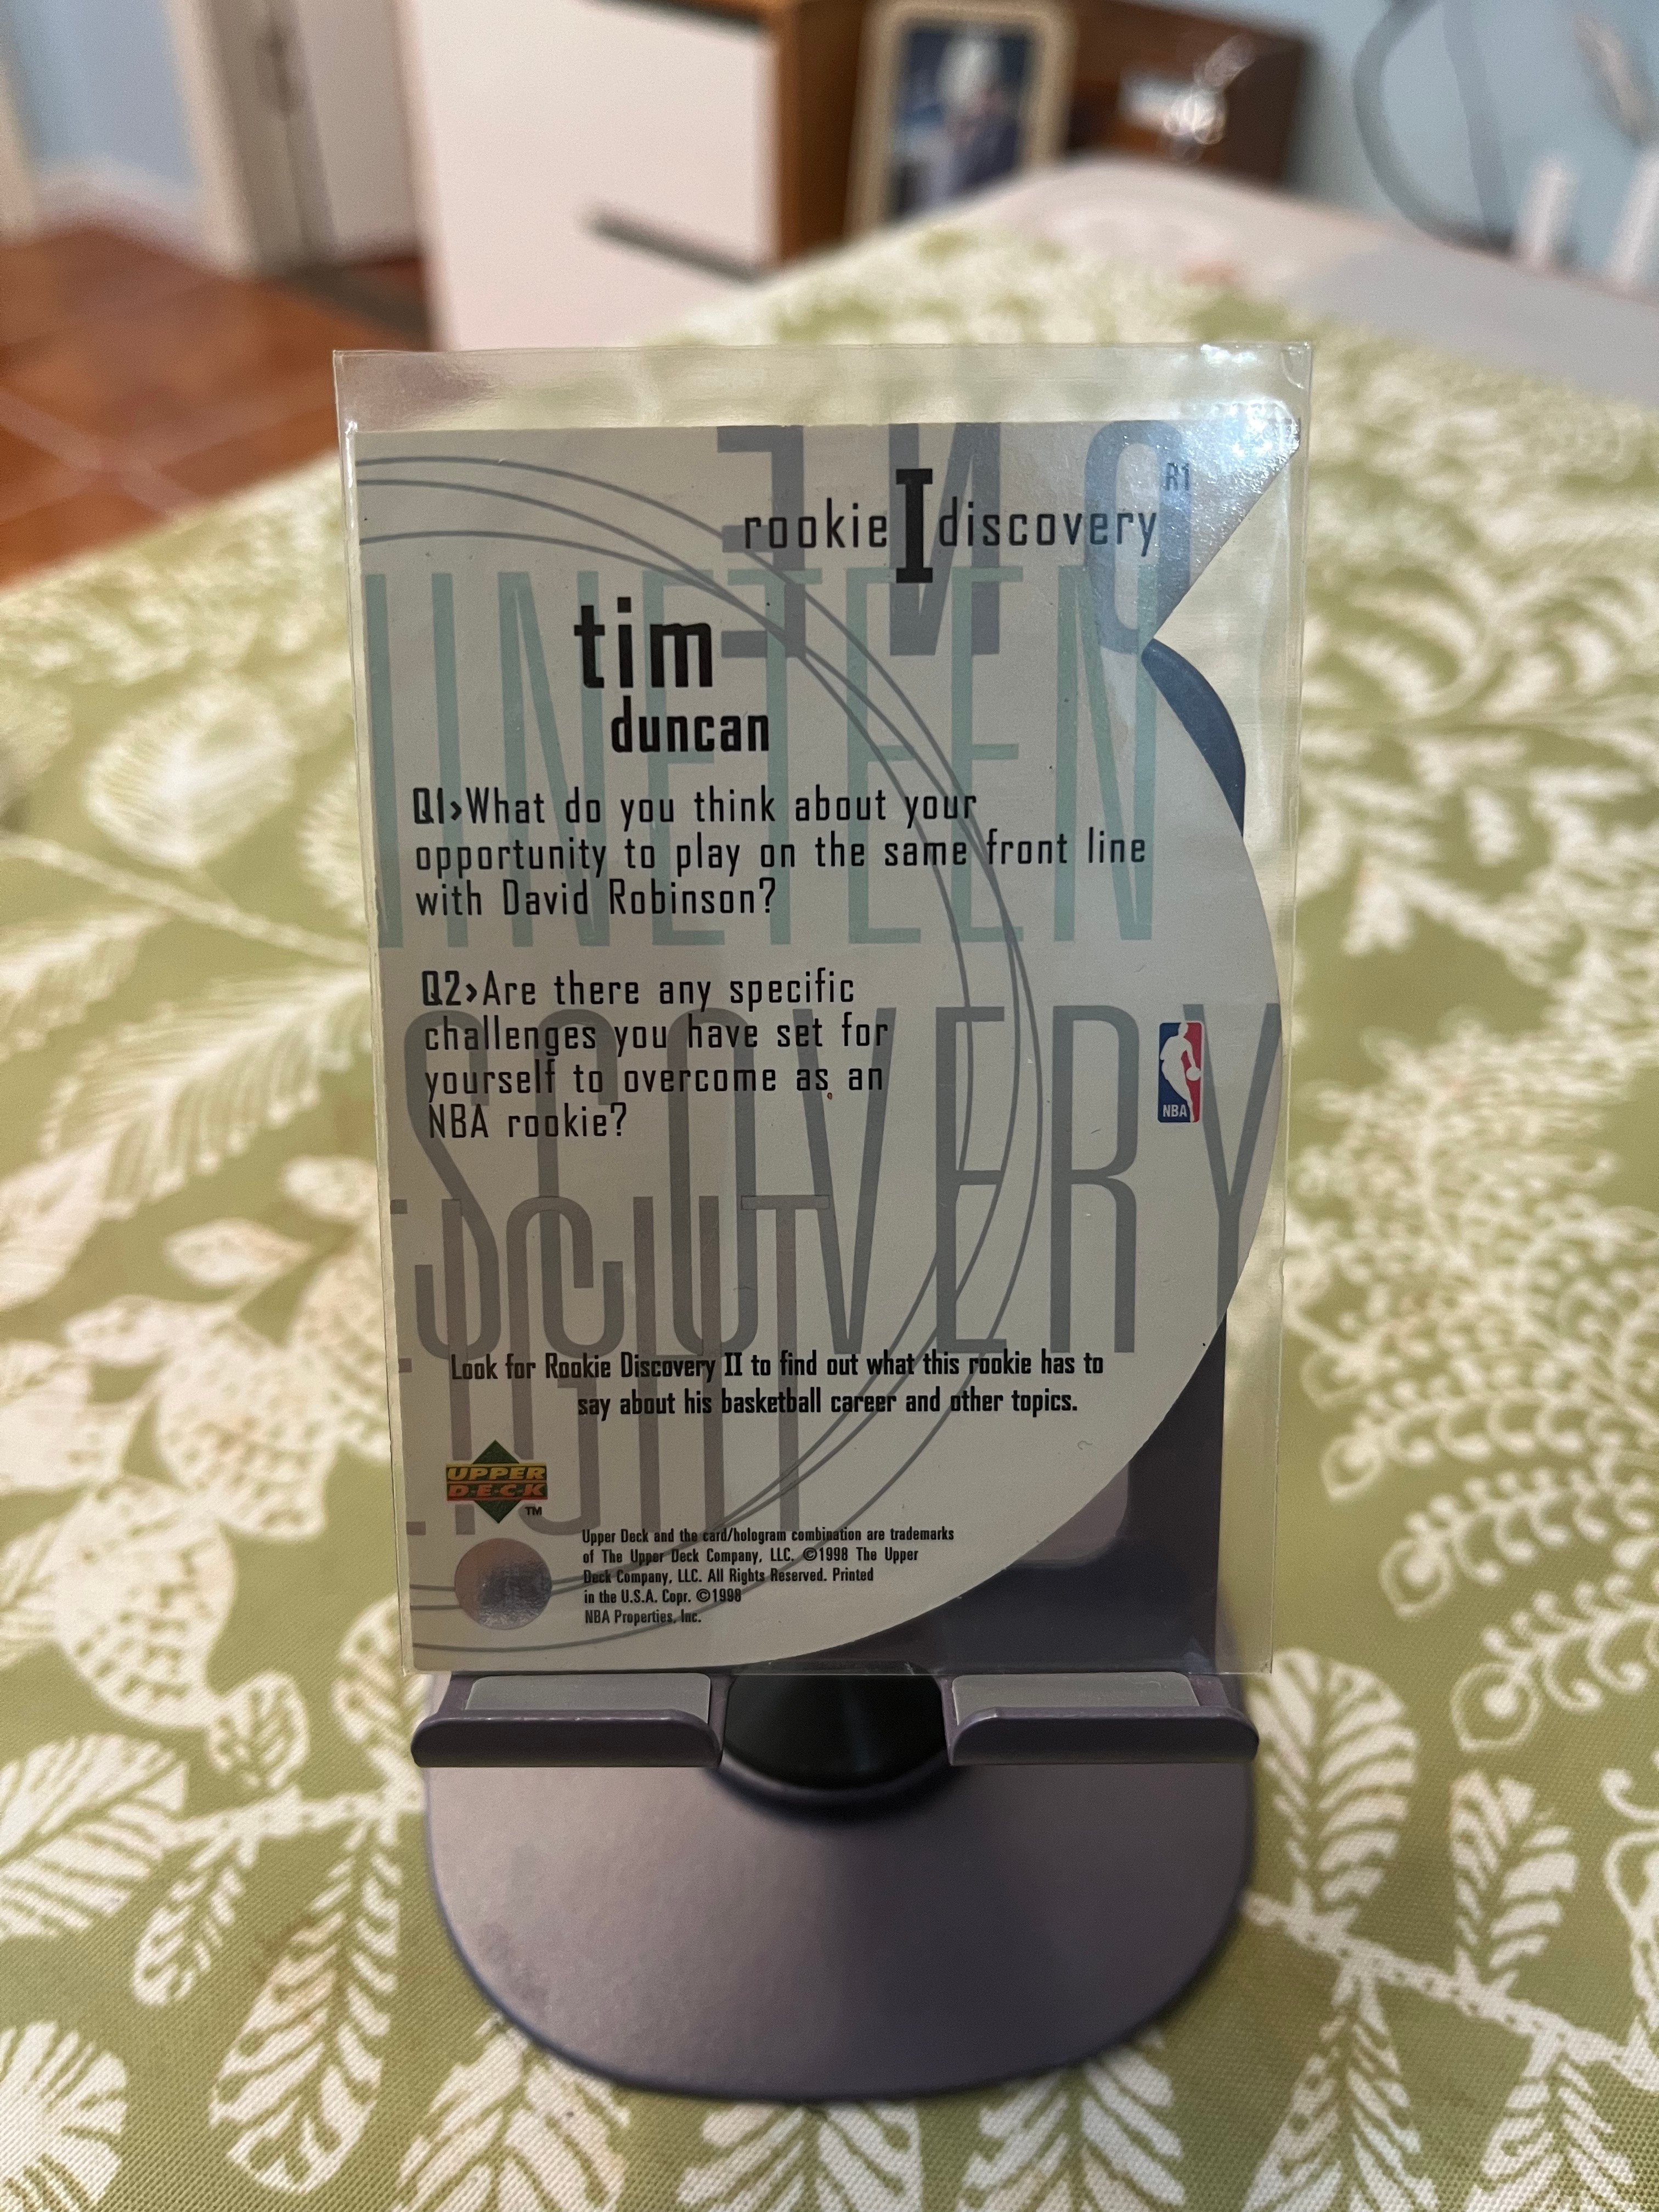 R1
ONE
rookie I discovery
NINETEEN
tim
duncan
Q1>What do you think about your
opportunity to play on the same front line
with David Robinson?
Q2>Are there any specific
challenges you have set for
yourself to overcome as an
NBA rookie?
NBA
SCOVERY
EIGHT
Look for Rookie Discovery II to find out what this rookie has to
say about his basketball career and other topics.
UPPER
D·E·C·K
TM
Upper Deck and the card/hologram combination are trademarks
of The Upper Deck Company, LLC. ©1998 The Upper
Deck Company, LLC. All Rights Reserved. Printed
in the U.S.A. Copr. ©1998
NBA Properties, Inc.